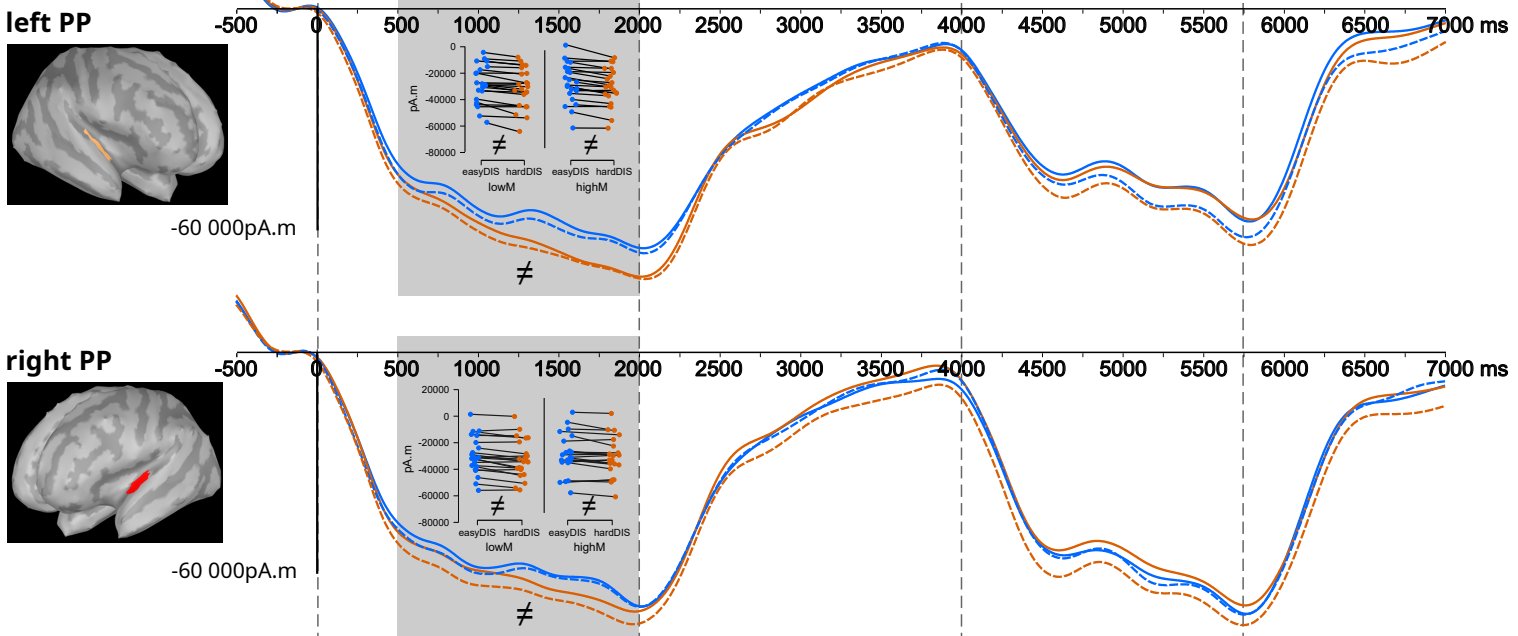 left PP
-500 0 500 1000 1500 2000 2500 3000 3500 4000 4500 5000 5500 6000 6500 7000 ms
0
-20000
-40000
-60000
-80000
pA.m
≠ ≠
easyDIS hardDIS easyDIS hardDIS
lowM highM
-60 000pA.m
≠
right PP
-500 0 500 1000 1500 2000 2500 3000 3500 4000 4500 5000 5500 6000 6500 7000 ms
20000
0
-20000
-40000
-60000
-80000
pA.m
≠ ≠
easyDIS hardDIS easyDIS hardDIS
lowM highM
-60 000pA.m
≠